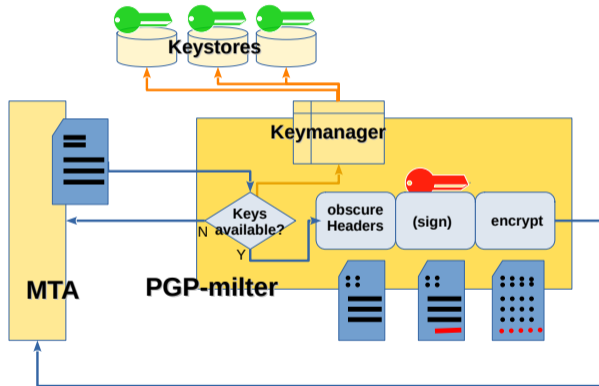 Keystores
Keymanager
Keys
available?
N
Y
obscure
Headers
(sign)
encrypt
MTA
PGP-milter